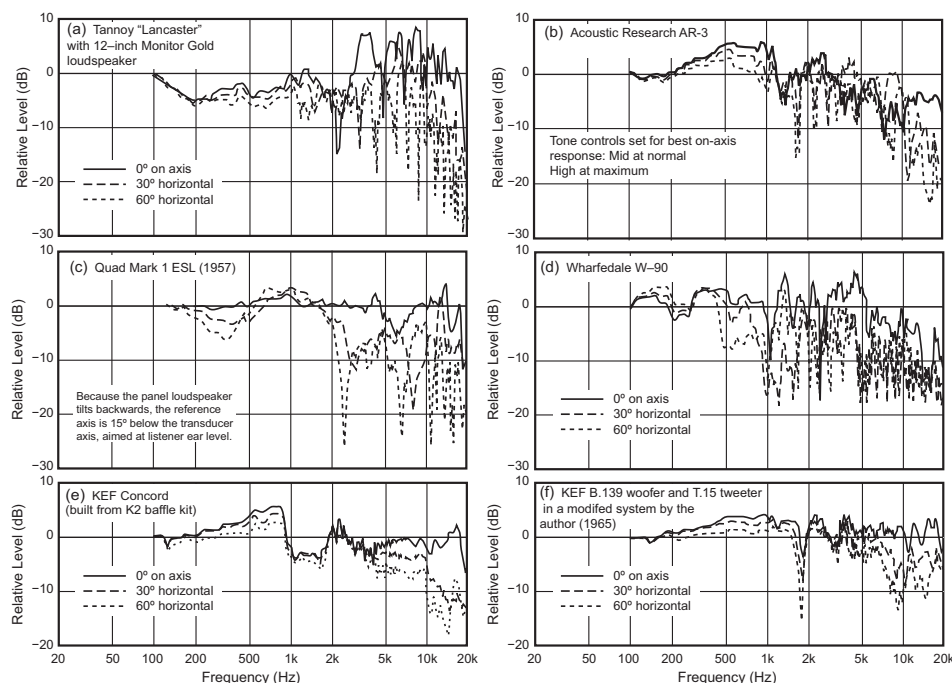 10
0
−10
−20
−30
Relative Level (dB)
(a) Tannoy “Lancaster”
with 12–inch Monitor Gold
loudspeaker
0º on axis
30º horizontal
60º horizontal
10
0
−10
−20
−30
Relative Level (dB)
(b) Acoustic Research AR-3
Tone controls set for best on-axis
response: Mid at normal
High at maximum
10
0
−10
−20
−30
Relative Level (dB)
(c) Quad Mark 1 ESL (1957)
Because the panel loudspeaker
tilts backwards, the reference
axis is 15º below the transducer
axis, aimed at listener ear level.
10
0
−10
−20
−30
Relative Level (dB)
(d) Wharfedale W–90
0º on axis
30º horizontal
60º horizontal
10
0
−10
−20
Relative Level (dB)
(e) KEF Concord
(built from K2 baffle kit)
0º on axis
30º horizontal
60º horizontal
20 50 100 200 500 1k 2k 5k 10k 20k
Frequency (Hz)
10
0
−10
−20
Relative Level (dB)
(f) KEF B.139 woofer and T.15 tweeter
in a modifed system by the
author (1965)
0º on axis
30º horizontal
60º horizontal
20 50 100 200 500 1k 2k 5k 10k 20k
Frequency (Hz)